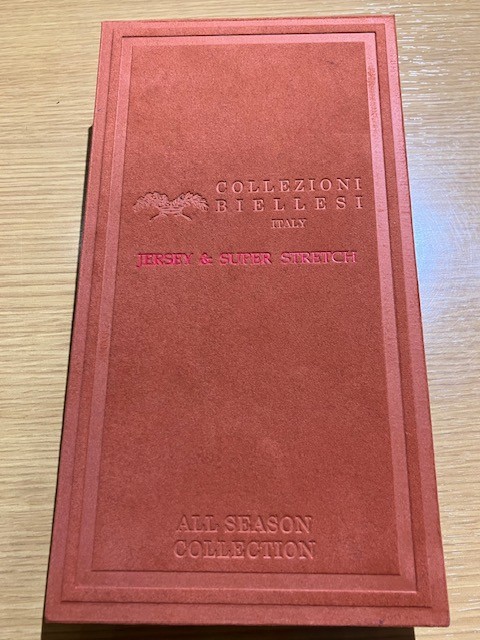 COLLEZIONI
BIELLESI
ITALY
JERSEY & SUPER STRETCH
ALL SEASON
COLLECTION